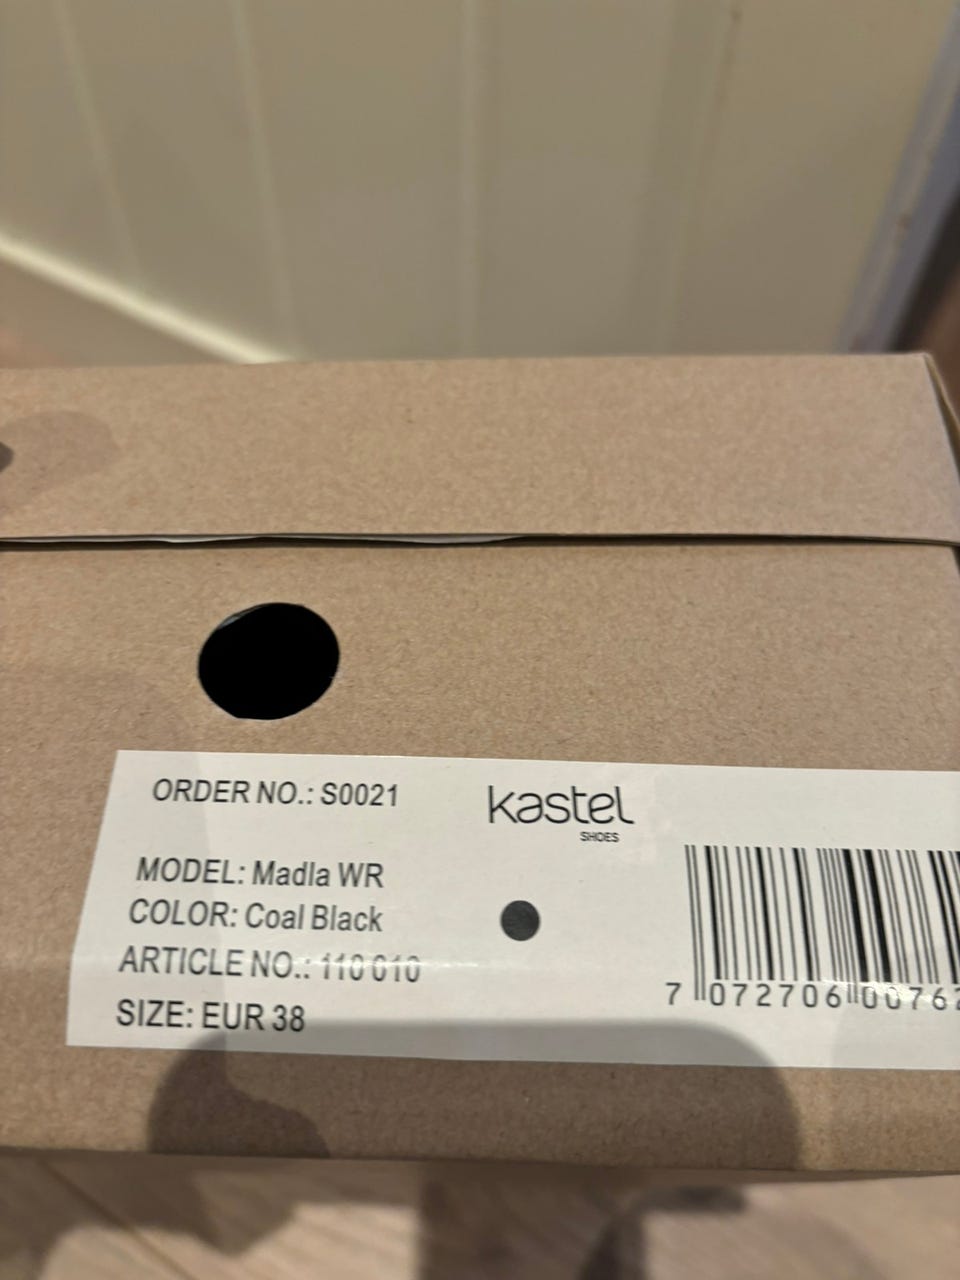 ORDER NO.: S0021
kastel
SHOES
MODEL: Madla WR
COLOR: Coal Black
ARTICLE NO.: 110 010
SIZE: EUR 38
7 072706 00762